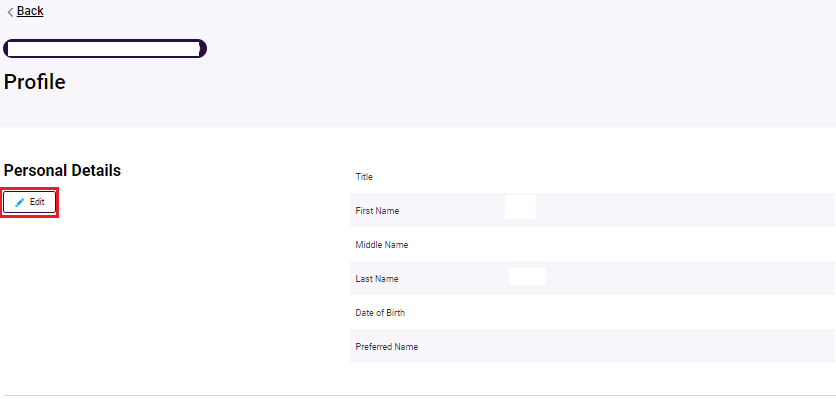 Back
Profile
Personal Details
Edit
Title
First Name
Middle Name
Last Name
Date of Birth
Preferred Name